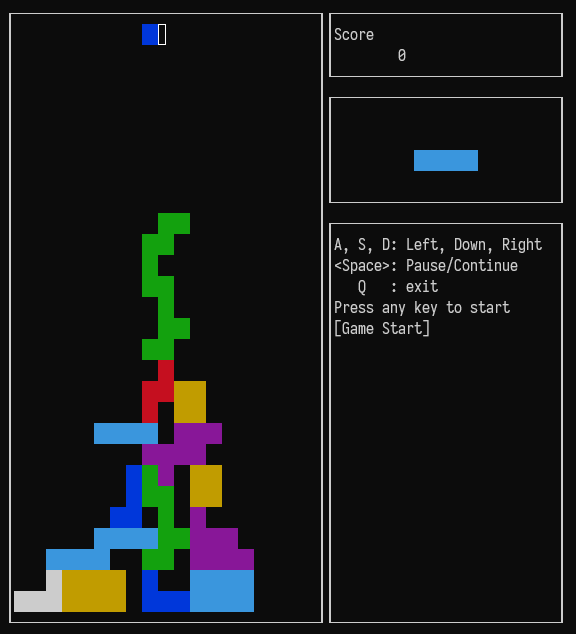 Score
0
A, S, D: Left, Down, Right
<Space>: Pause/Continue
Q   : exit
Press any key to start
[Game Start]